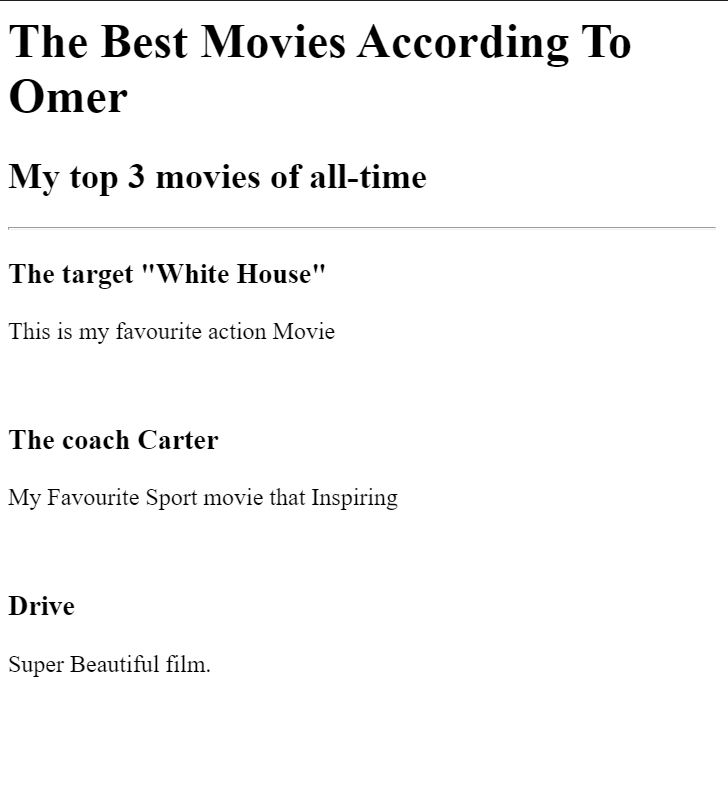 The Best Movies According To
Omer
My top 3 movies of all-time
The target "White House"
This is my favourite action Movie
The coach Carter
My Favourite Sport movie that Inspiring
Drive
Super Beautiful film.